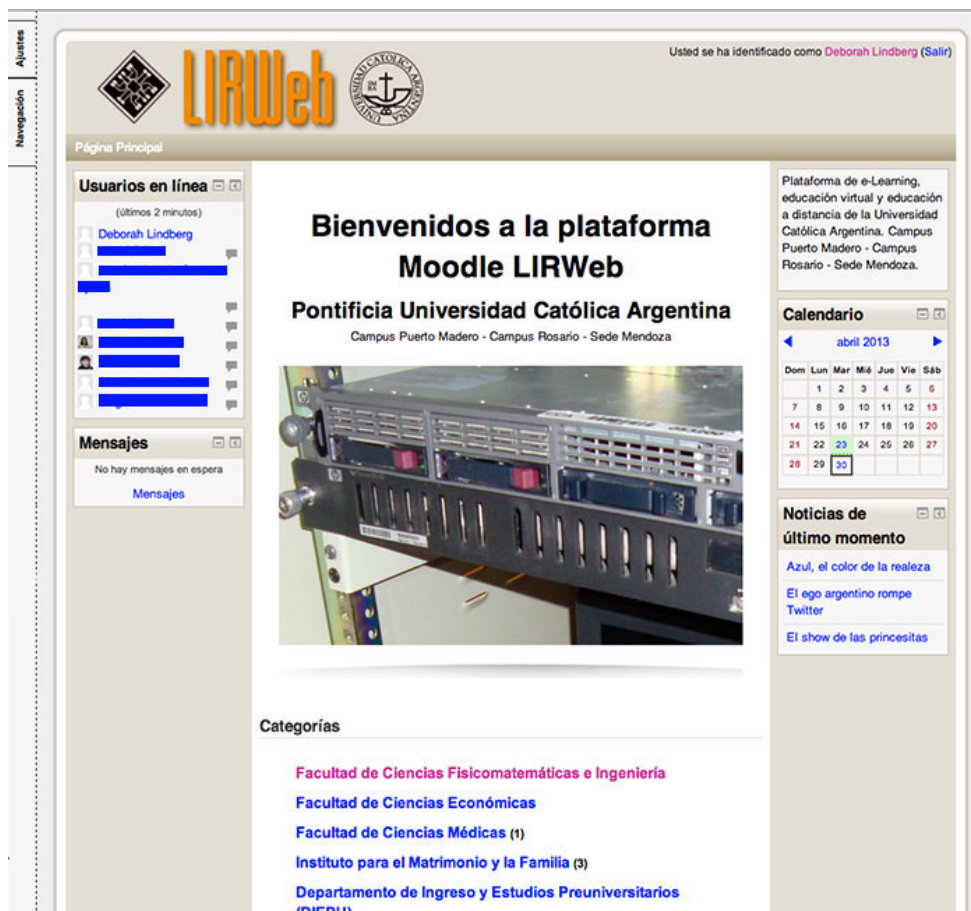 Ajustes
Navegación
LIRWeb
Usted se ha identificado como Deborah Lindberg (Salir)
Página Principal
Usuarios en línea
(últimos 2 minutos)
Deborah Lindberg
Mensajes
No hay mensajes en espera
Mensajes
Bienvenidos a la plataforma
Moodle LIRWeb
Pontificia Universidad Católica Argentina
Campus Puerto Madero - Campus Rosario - Sede Mendoza
Categorías
Facultad de Ciencias Fisicomatemáticas e Ingeniería
Facultad de Ciencias Económicas
Facultad de Ciencias Médicas (1)
Instituto para el Matrimonio y la Familia (3)
Departamento de Ingreso y Estudios Preuniversitarios
(DIEPU)
Plataforma de e-Learning,
educación virtual y educación
a distancia de la Universidad
Católica Argentina. Campus
Puerto Madero - Campus
Rosario - Sede Mendoza.
Calendario
abril 2013
Dom Lun Mar Mié Jue Vie Sáb
1 2 3 4 5 6
7 8 9 10 11 12 13
14 15 16 17 18 19 20
21 22 23 24 25 26 27
28 29 30
Noticias de
último momento
Azul, el color de la realeza
El ego argentino rompe
Twitter
El show de las princesitas